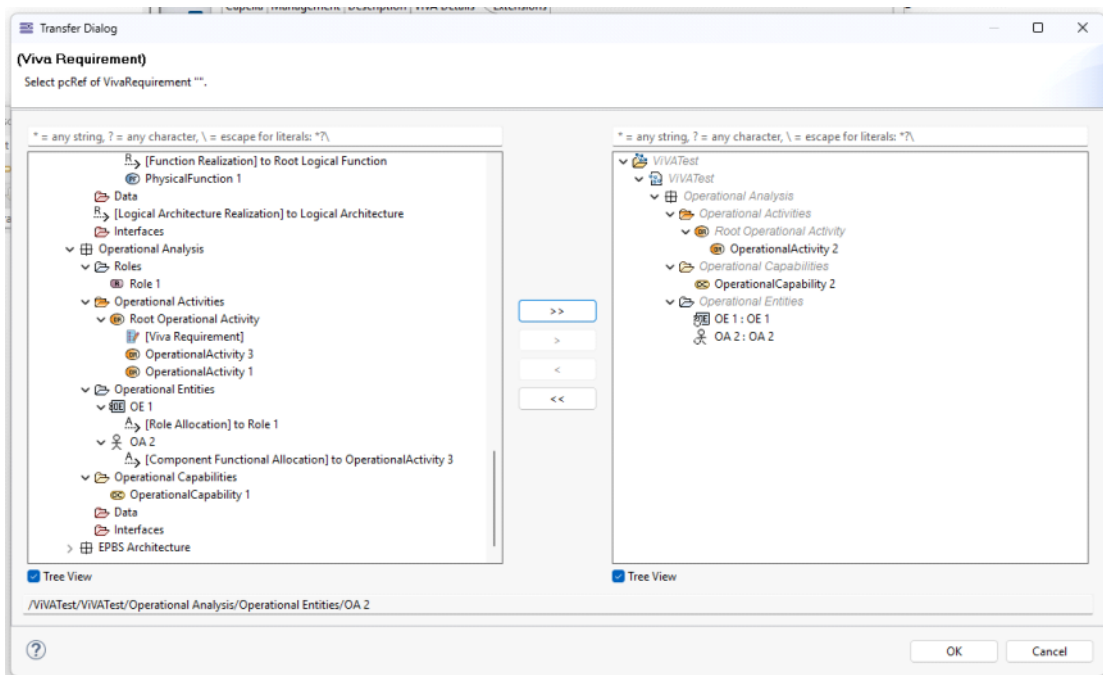 Capella Management Description VIVA Details Extensions
Transfer Dialog
(Viva Requirement)
Select pcRef of VivaRequirement "".
* = any string, ? = any character, \ = escape for literals: *?\
[Function Realization] to Root Logical Function
PhysicalFunction 1
Data
[Logical Architecture Realization] to Logical Architecture
Interfaces
Operational Analysis
Roles
Role 1
Operational Activities
Root Operational Activity
[Viva Requirement]
OperationalActivity 3
OperationalActivity 1
Operational Entities
OE 1
[Role Allocation] to Role 1
OA 2
[Component Functional Allocation] to OperationalActivity 3
Operational Capabilities
OperationalCapability 1
Data
Interfaces
EPBS Architecture
Tree View
>>
>
<
<<
* = any string, ? = any character, \ = escape for literals: *?\
ViVATest
ViVATest
Operational Analysis
Operational Activities
Root Operational Activity
OperationalActivity 2
Operational Capabilities
OperationalCapability 2
Operational Entities
OE 1 : OE 1
OA 2 : OA 2
Tree View
/ViVATest/ViVATest/Operational Analysis/Operational Entities/OA 2
?
OK
Cancel